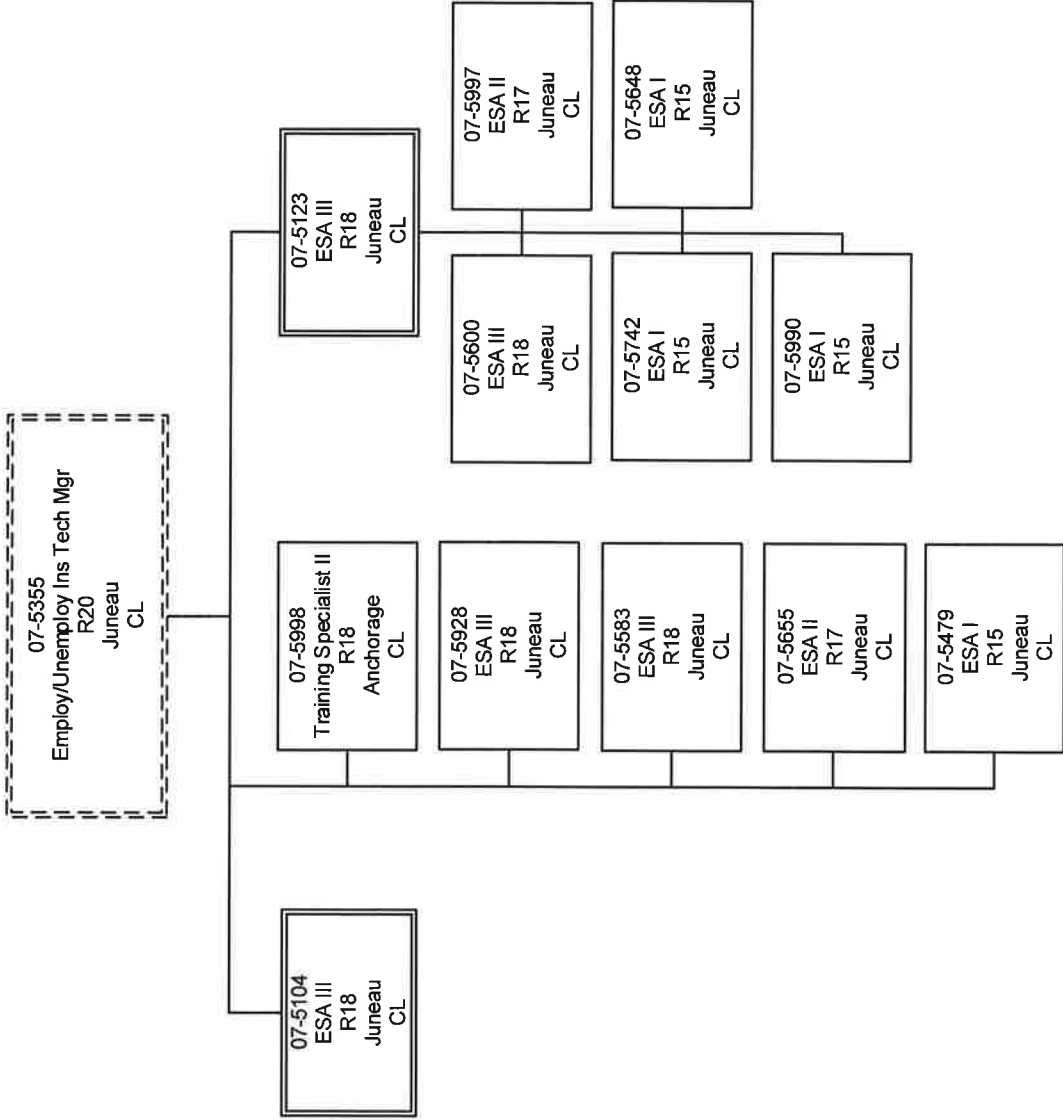 07-5355
Employ/Unemploy Ins Tech Mgr
R20
Juneau
CL
07-5104
ESA III
R18
Juneau
CL
07-5998
Training Specialist II
R18
Anchorage
CL
07-5123
ESA III
R18
Juneau
CL
07-5928
ESA III
R18
Juneau
CL
07-5600
ESA III
R18
Juneau
CL
07-5997
ESA II
R17
Juneau
CL
07-5583
ESA III
R18
Juneau
CL
07-5742
ESA I
R15
Juneau
CL
07-5648
ESA I
R15
Juneau
CL
07-5655
ESA II
R17
Juneau
CL
07-5990
ESA I
R15
Juneau
CL
07-5479
ESA I
R15
Juneau
CL